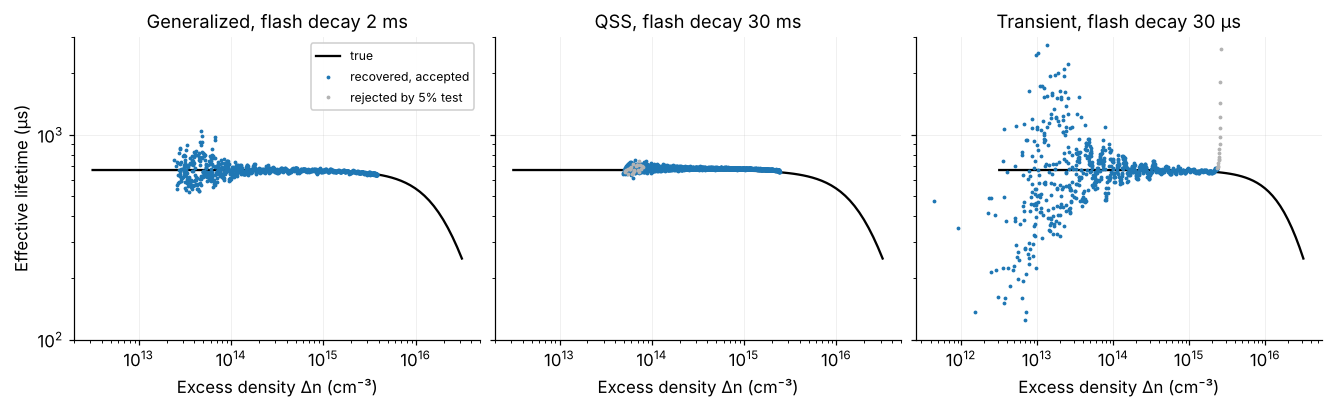 Generalized, flash decay 2 ms
QSS, flash decay 30 ms
Transient, flash decay 30 µs
true
recovered, accepted
rejected by 5% test
Effective lifetime (µs)
10³
10²
10¹³ 10¹⁴ 10¹⁵ 10¹⁶
10¹³ 10¹⁴ 10¹⁵ 10¹⁶
10¹² 10¹³ 10¹⁴ 10¹⁵ 10¹⁶
Excess density Δn (cm⁻³)
Excess density Δn (cm⁻³)
Excess density Δn (cm⁻³)